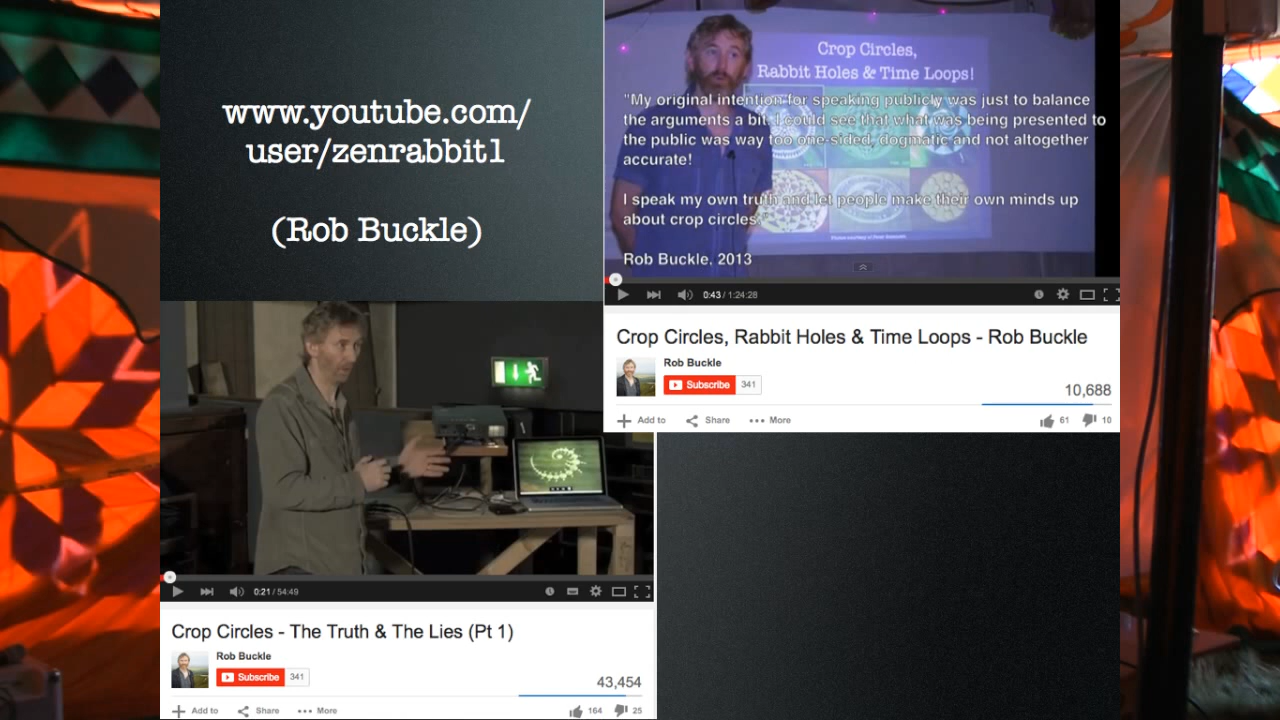 www.youtube.com/
user/zenrabbit1
(Rob Buckle)
Crop Circles,
Rabbit Holes & Time Loops!
"My original intention for speaking publicly was just to balance
the arguments a bit. I could see that what was being presented to
the public was way too one-sided, dogmatic and not altogether
accurate!
I speak my own truth and let people make their own minds up
about crop circles."
Rob Buckle, 2013
0:43 / 1:24:28
Crop Circles, Rabbit Holes & Time Loops - Rob Buckle
Rob Buckle
Subscribe 341
10,688
Add to Share More 61 10
0:21 / 54:49
Crop Circles - The Truth & The Lies (Pt 1)
Rob Buckle
Subscribe 341
43,454
Add to Share More 164 25